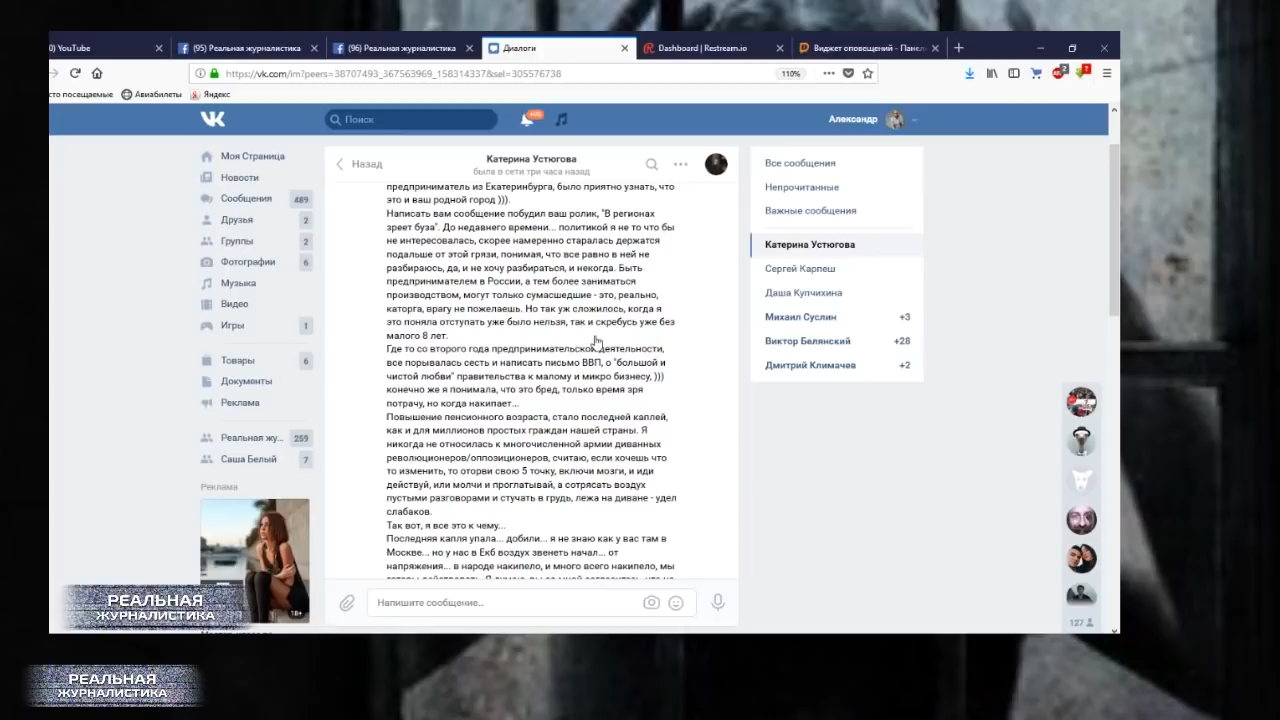 ) YouTube
(95) Реальная журналистика
(96) Реальная журналистика
Диалоги
Dashboard | Restream.io
Виджет оповещений - Панель
https://vk.com/im?peers=38707493_367563969_158314337&sel=305576738
110%
2
?
сто посещаемые
Авиабилеты
Яндекс
Поиск
+99
Александр
Моя Страница
Новости
Сообщения 489
Друзья 2
Группы 2
Фотографии 6
Музыка
Видео
Игры 1
Товары 6
Документы
Реклама
Реальная жу... 259
Саша Белый 7
Реклама
18+
Назад
Катерина Устюгова
была в сети три часа назад
предприниматель из Екатеринбурга, было приятно узнать, что
это и ваш родной город ))).
Написать вам сообщение побудил ваш ролик, "В регионах
зреет буза". До недавнего времени... политикой я не то что бы
не интересовалась, скорее намеренно старалась держатся
подальше от этой грязи, понимая, что все равно в ней не
разбираюсь, да, и не хочу разбираться, и некогда. Быть
предпринимателем в России, а тем более заниматься
производством, могут только сумасшедшие - это, реально,
каторга, врагу не пожелаешь. Но так уж сложилось, когда я
это поняла отступать уже было нельзя, так и скребусь уже без
малого 8 лет.
Где то со второго года предпринимательской деятельности,
все порывалась сесть и написать письмо ВВП, о "большой и
чистой любви" правительства к малому и микро бизнесу, )))
конечно же я понимала, что это бред, только время зря
потрачу, но когда накипает...
Повышение пенсионного возраста, стало последней каплей,
как и для миллионов простых граждан нашей страны. Я
никогда не относилась к многочисленной армии диванных
революционеров/оппозиционеров, считаю, если хочешь что
то изменить, то оторви свою 5 точку, включи мозги, и иди
действуй, или молчи и проглатывай, а сотрясать воздух
пустыми разговорами и стучать в грудь, лежа на диване - удел
слабаков.
Так вот, я все это к чему...
Последняя капля упала... добили... я не знаю как у вас там в
Москве... но у нас в Екб воздух звенеть начал... от
напряжения... в народе накипело, и много всего накипело, мы
Напишите сообщение...
Все сообщения
Непрочитанные
Важные сообщения
Катерина Устюгова
Сергей Карпеш
Даша Купчихина
Михаил Суслин +3
Виктор Белянский +28
Дмитрий Климачев +2
127
РЕАЛЬНАЯ
ЖУРНАЛИСТИКА
РЕАЛЬНАЯ
ЖУРНАЛИСТИКА